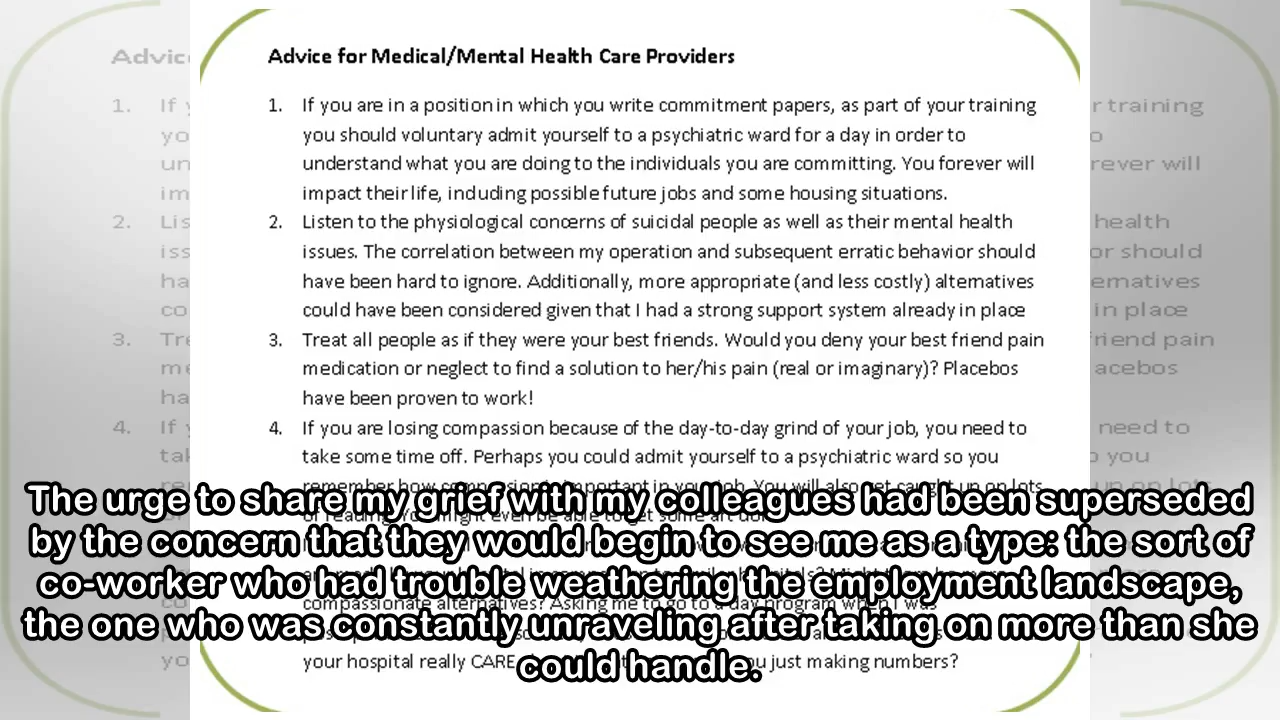 Advice for Medical/Mental Health Care Providers
1. If you are in a position in which you write commitment papers, as part of your training
you should voluntary admit yourself to a psychiatric ward for a day in order to
understand what you are doing to the individuals you are committing. You forever will
impact their life, including possible future jobs and some housing situations.
2. Listen to the physiological concerns of suicidal people as well as their mental health
issues. The correlation between my operation and subsequent erratic behavior should
have been hard to ignore. Additionally, more appropriate (and less costly) alternatives
could have been considered given that I had a strong support system already in place
3. Treat all people as if they were your best friends. Would you deny your best friend pain
medication or neglect to find a solution to her/his pain (real or imaginary)? Placebos
have been proven to work!
4. If you are losing compassion because of the day-to-day grind of your job, you need to
take some time off. Perhaps you could admit yourself to a psychiatric ward so you
The urge to share my grief with my colleagues had been superseded
by the concern that they would begin to see me as a type: the sort of
co-worker who had trouble weathering the employment landscape,
the one who was constantly unraveling after taking on more than she
could handle.
compassionate alternatives? Asking me to go to a day program when I was
your hospital really CARE
you just making numbers?